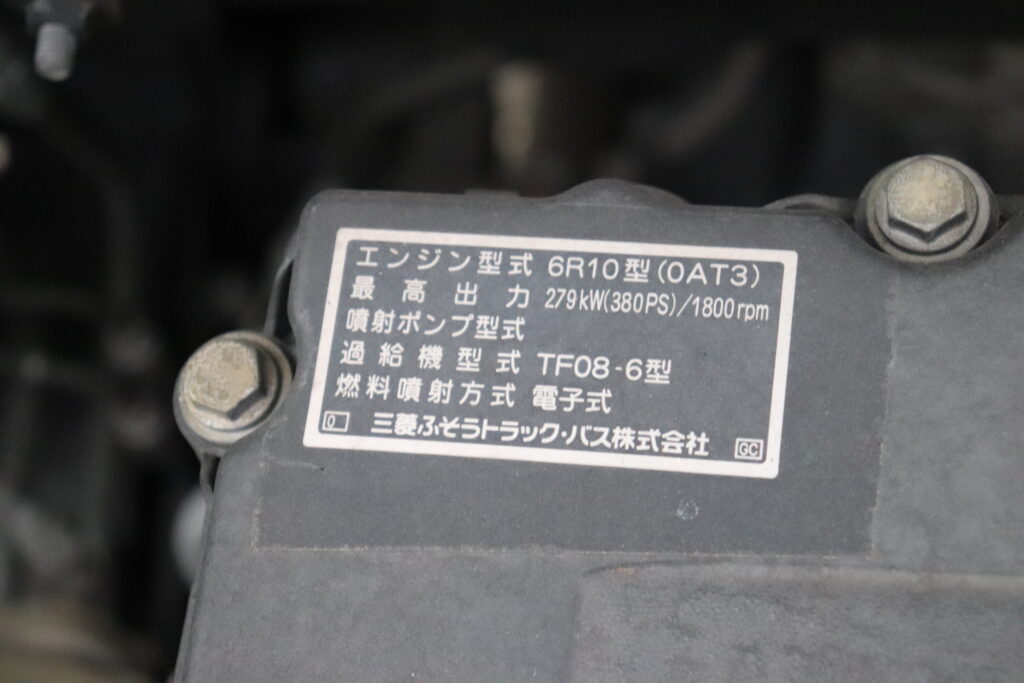 エンジン型式 6R10型(0AT3)
最高出力 279kW(380PS)/1800rpm
噴射ポンプ型式
過給機型式 TF08-6型
燃料噴射方式 電子式
0 三菱ふそうトラック・バス株式会社 GC